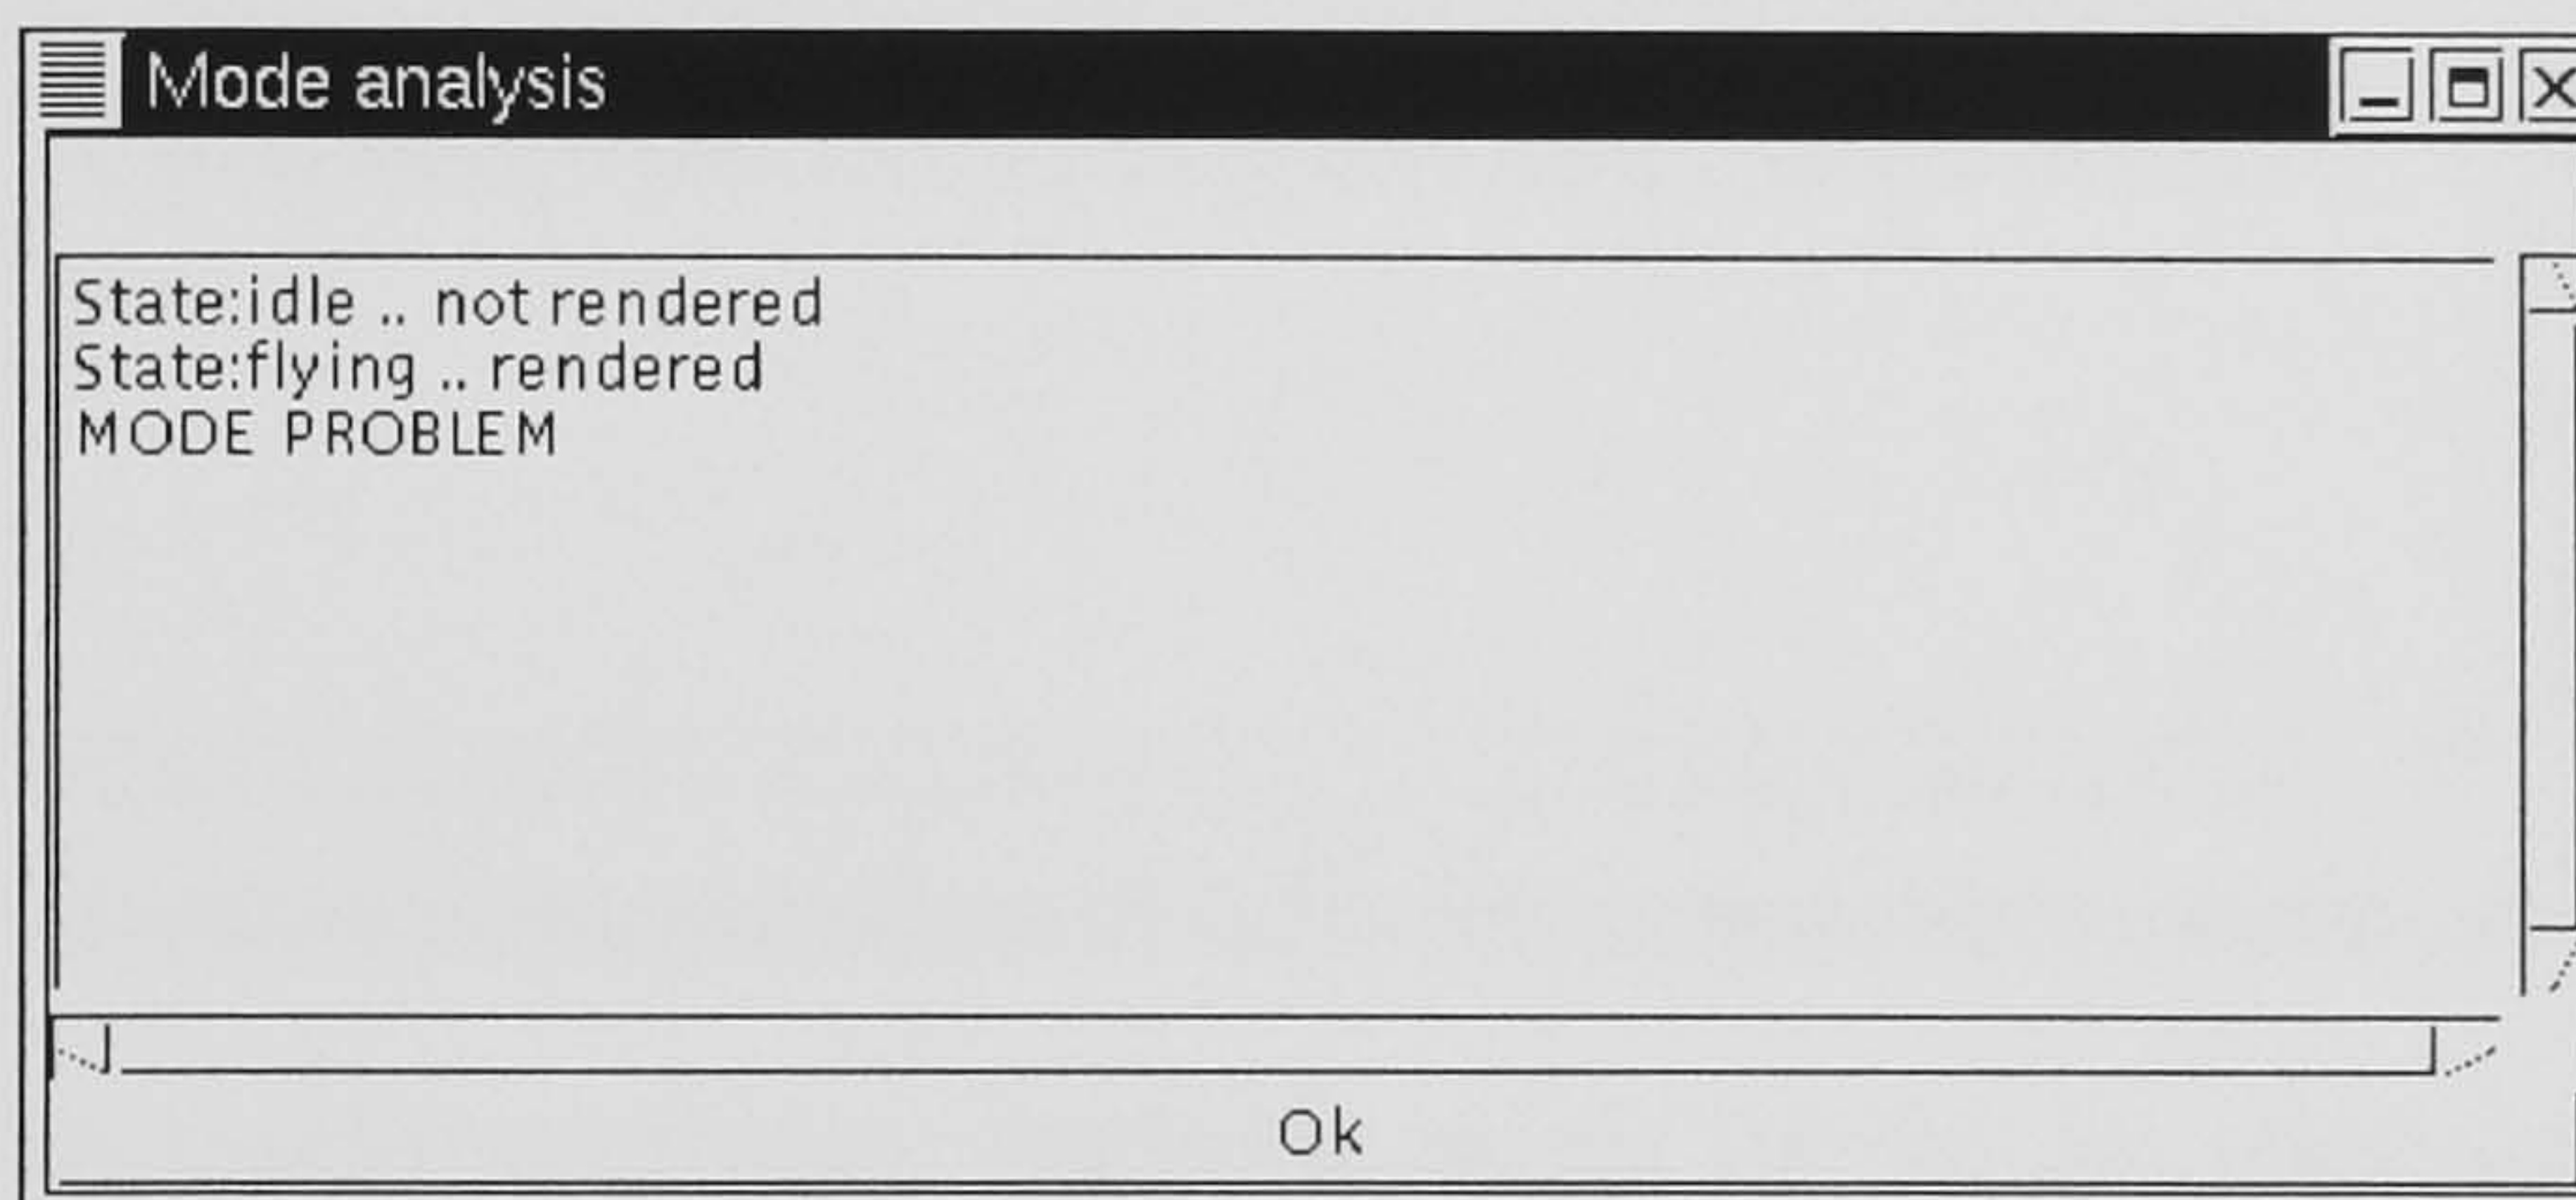 Mode analysis
State:idle .. not rendered
State:flying .. rendered
MODE PROBLEM
Ok